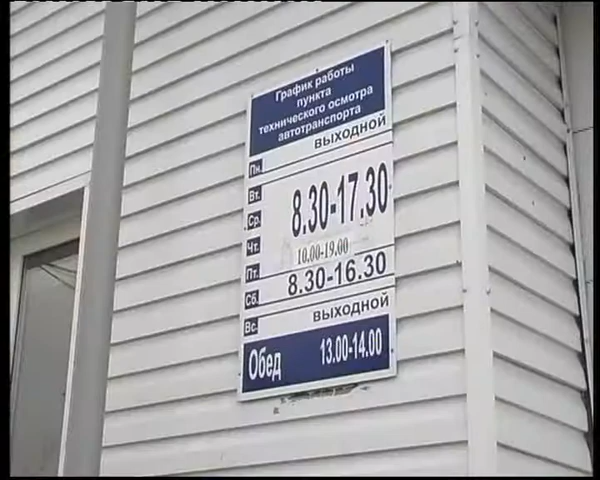 График работы
пункта
технического осмотра
автотранспорта
Пн. выходной
Вт.
Ср. 8.30-17.30
Чт. 10.00-19.00
Пт.
Сб. 8.30-16.30
Вс. выходной
Обед 13.00-14.00